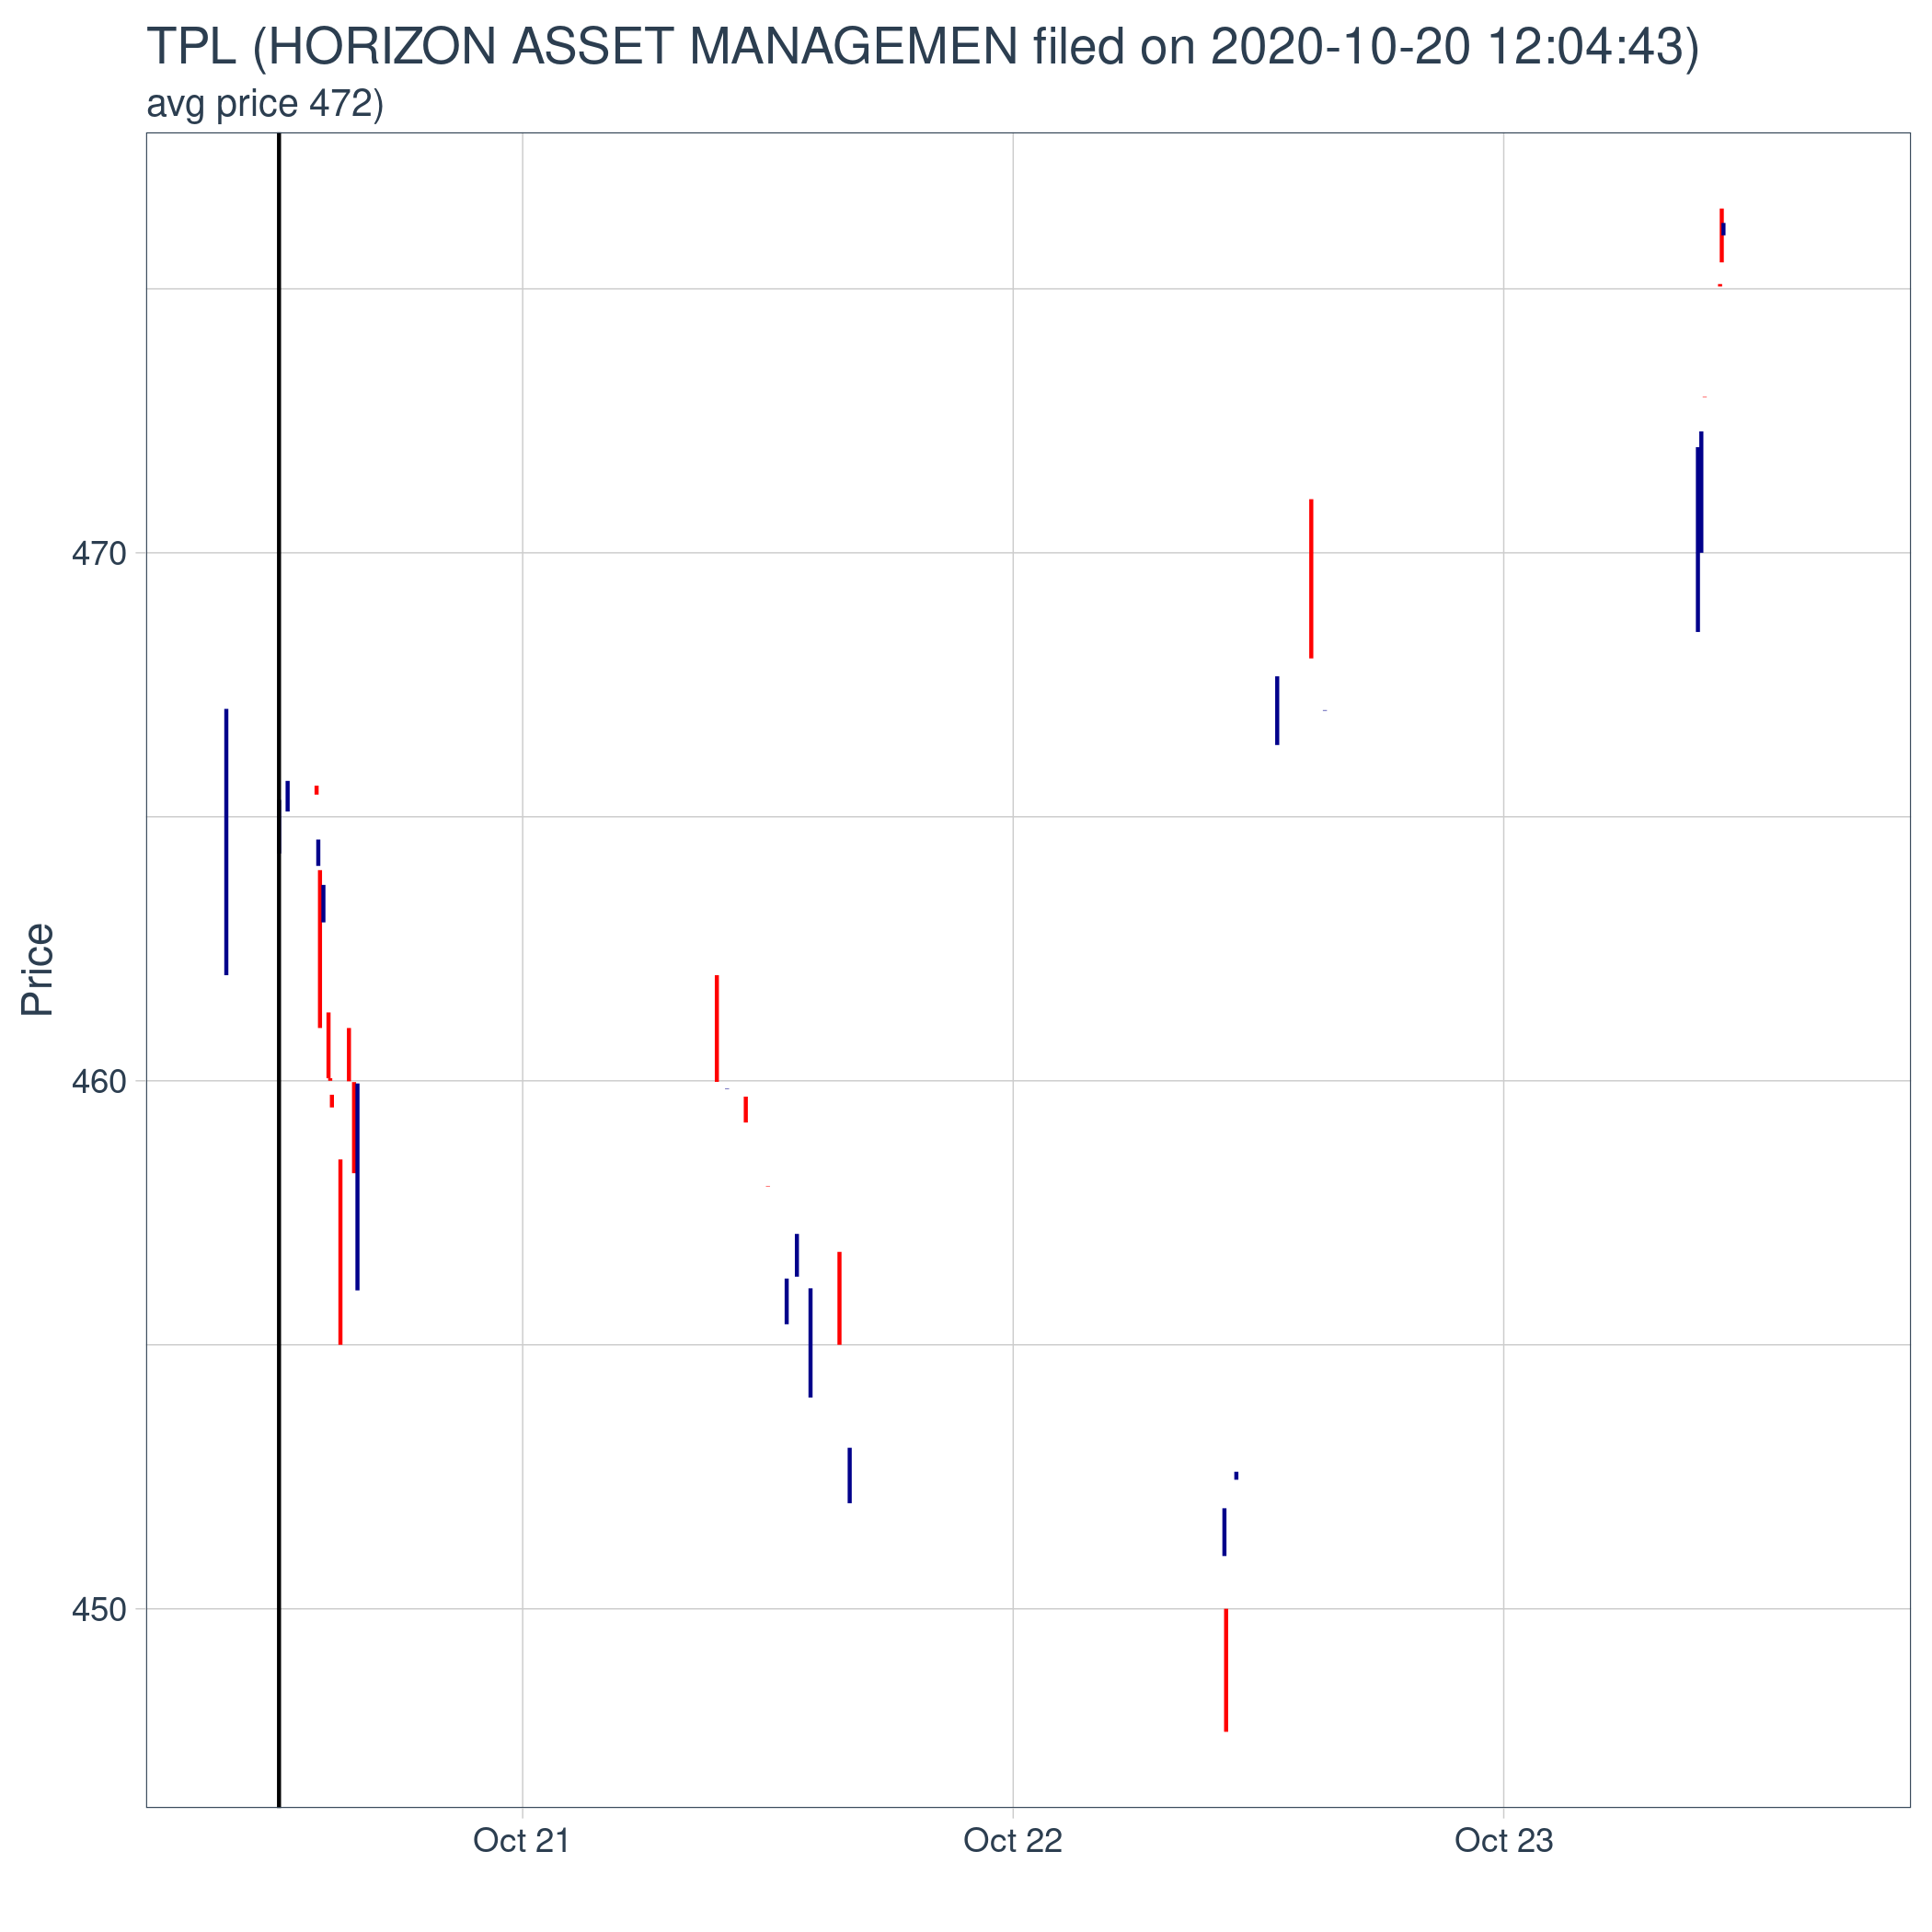 TPL (HORIZON ASSET MANAGEMEN filed on 2020-10-20 12:04:43)
avg price 472)
470
460
450
Price
Oct 21
Oct 22
Oct 23